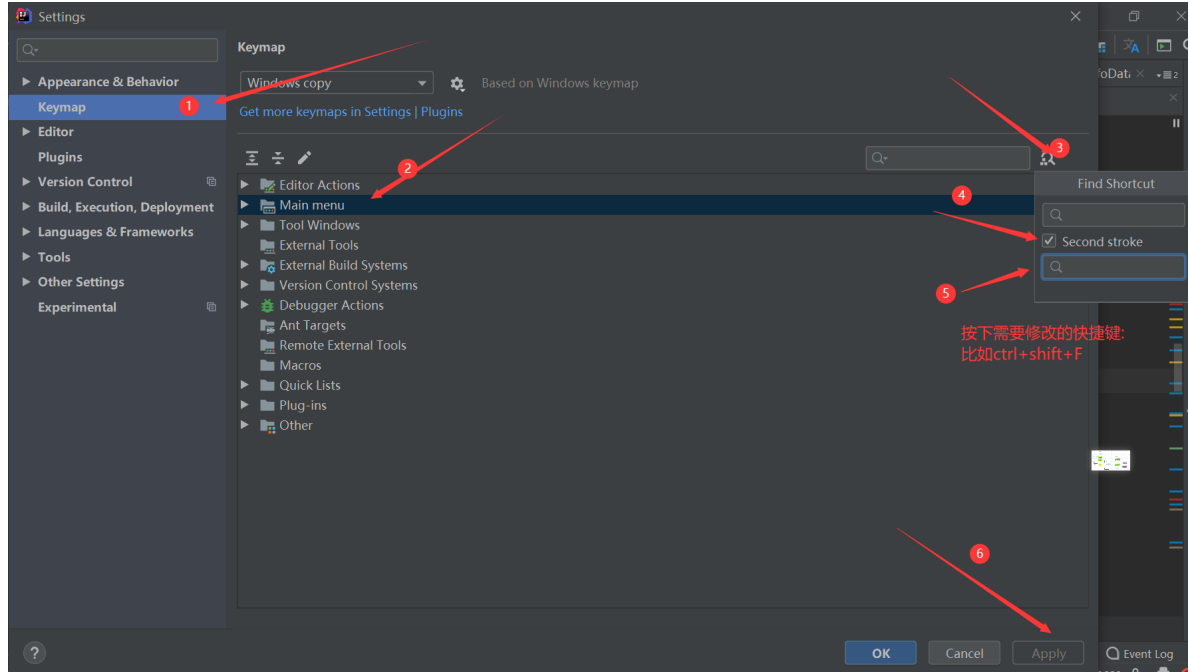 Settings
Appearance & Behavior
Keymap
1
Editor
Plugins
Version Control
Build, Execution, Deployment
Languages & Frameworks
Tools
Other Settings
Experimental
Keymap
Windows copy
Based on Windows keymap
Get more keymaps in Settings | Plugins
2
3
Editor Actions
Main menu
Tool Windows
External Tools
External Build Systems
Version Control Systems
Debugger Actions
Ant Targets
Remote External Tools
Macros
Quick Lists
Plug-ins
Other
Find Shortcut
4
Second stroke
5
按下需要修改的快捷键:
比如ctrl+shift+F
6
?
OK
Cancel
Apply
Event Log